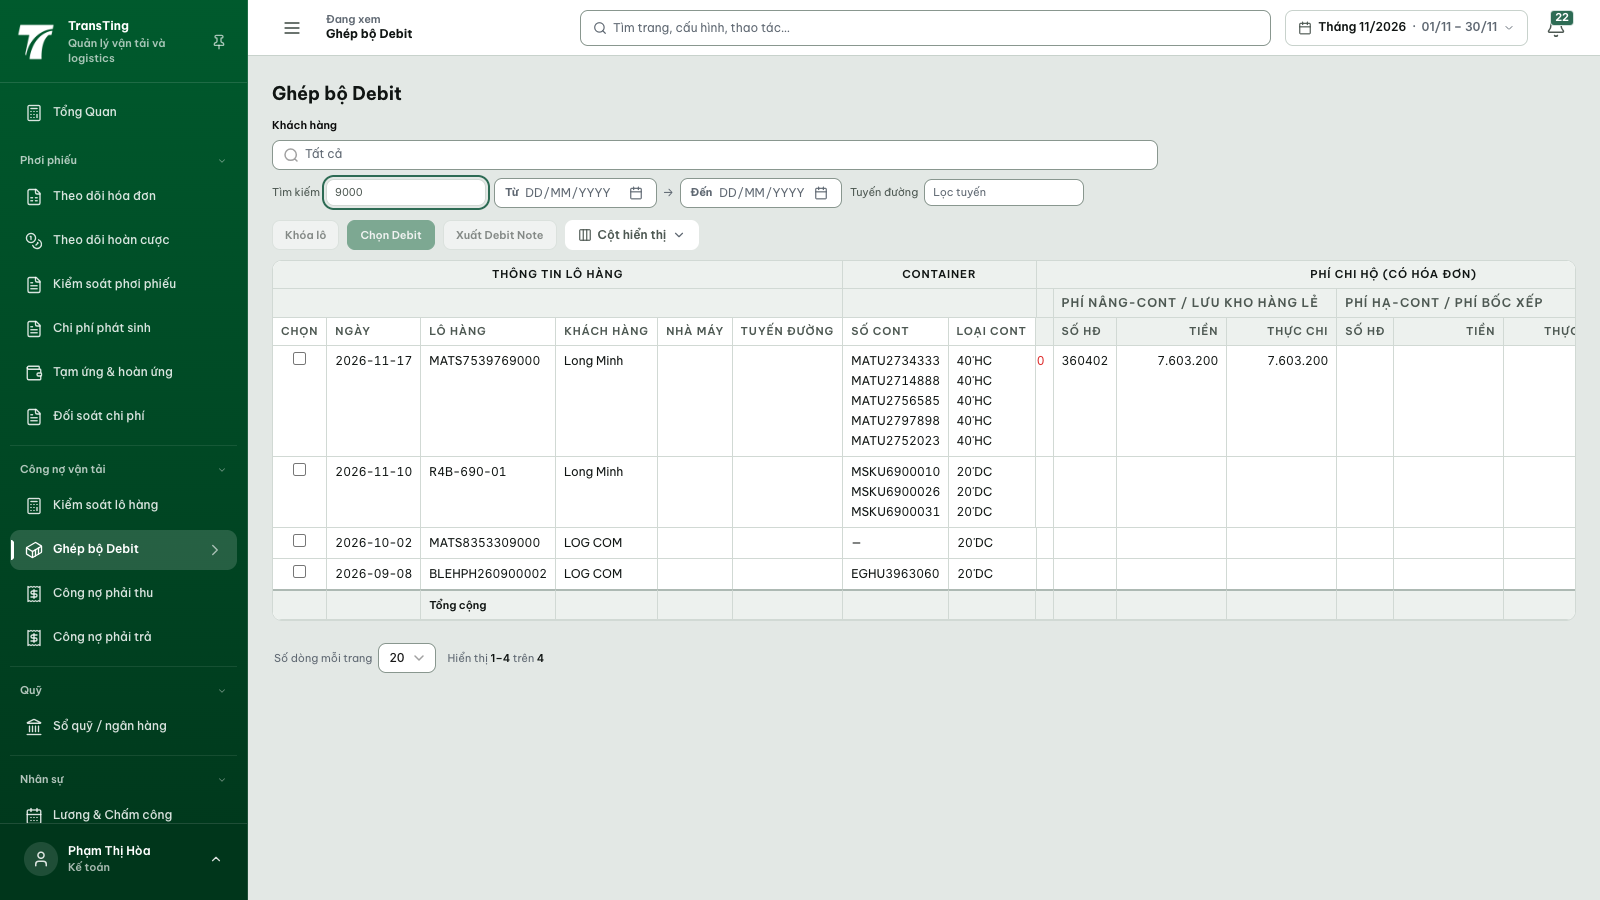 TransTing
Quản lý vận tải và
logistics
Tổng Quan
Phơi phiếu
Theo dõi hóa đơn
Theo dõi hoàn cược
Kiểm soát phơi phiếu
Chi phí phát sinh
Tạm ứng & hoàn ứng
Đối soát chi phí
Công nợ vận tải
Kiểm soát lô hàng
Ghép bộ Debit
Công nợ phải thu
Công nợ phải trả
Quỹ
Sổ quỹ / ngân hàng
Nhân sự
Lương & Chấm công
Phạm Thị Hòa
Kế toán
Đang xem
Ghép bộ Debit
Tìm trang, cấu hình, thao tác...
Tháng 11/2026 · 01/11 – 30/11
22
Ghép bộ Debit
Khách hàng
Tất cả
Tìm kiếm 9000 Từ DD/MM/YYYY → Đến DD/MM/YYYY Tuyến đường Lọc tuyến
Khóa lô Chọn Debit Xuất Debit Note Cột hiển thị
THÔNG TIN LÔ HÀNG CONTAINER PHÍ CHI HỘ (CÓ HÓA ĐƠN)
PHÍ NÂNG-CONT / LƯU KHO HÀNG LẺ PHÍ HẠ-CONT / PHÍ BỐC XẾP
CHỌN NGÀY LÔ HÀNG KHÁCH HÀNG NHÀ MÁY TUYẾN ĐƯỜNG SỐ CONT LOẠI CONT SỐ HĐ TIỀN THỰC CHI SỐ HĐ TIỀN THỰC
2026-11-17 MATS7539769000 Long Minh MATU2734333 40'HC 0 360402 7.603.200 7.603.200
MATU2714888 40'HC
MATU2756585 40'HC
MATU2797898 40'HC
MATU2752023 40'HC
2026-11-10 R4B-690-01 Long Minh MSKU6900010 20'DC
MSKU6900026 20'DC
MSKU6900031 20'DC
2026-10-02 MATS8353309000 LOG COM — 20'DC
2026-09-08 BLEHPH260900002 LOG COM EGHU3963060 20'DC
Tổng cộng
Số dòng mỗi trang 20 Hiển thị 1–4 trên 4